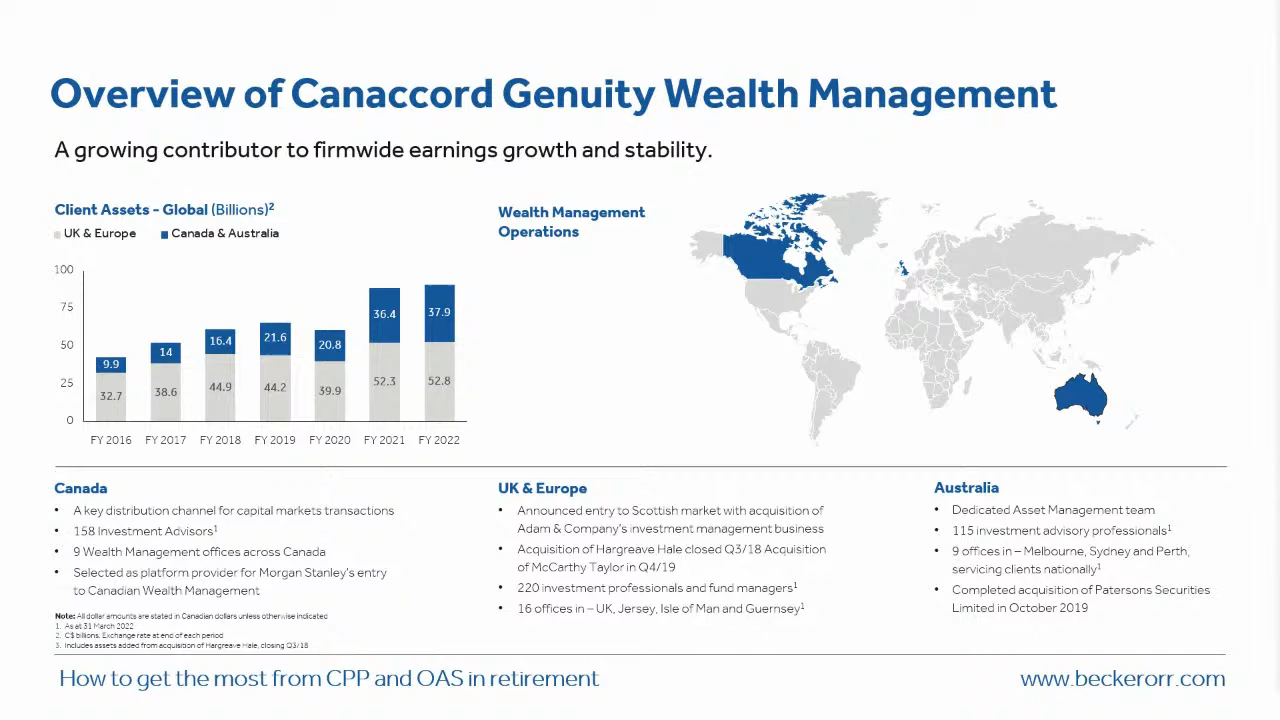 Overview of Canaccord Genuity Wealth Management
A growing contributor to firmwide earnings growth and stability.
Client Assets - Global (Billions)²
UK & Europe
Canada & Australia
100
75
50
25
0
9.9
14
16.4
21.6
20.8
36.4
37.9
32.7
38.6
44.9
44.2
39.9
52.3
52.8
FY 2016
FY 2017
FY 2018
FY 2019
FY 2020
FY 2021
FY 2022
Wealth Management
Operations
Canada
• A key distribution channel for capital markets transactions
• 158 Investment Advisors¹
• 9 Wealth Management offices across Canada
• Selected as platform provider for Morgan Stanley's entry
to Canadian Wealth Management
Note: All dollar amounts are stated in Canadian dollars unless otherwise indicated
1. As at 31 March 2022
2. C$ billions. Exchange rate at end of each period
3. Includes assets added from acquisition of Hargreave Hale, closing Q3/18
UK & Europe
• Announced entry to Scottish market with acquisition of
Adam & Company's investment management business
• Acquisition of Hargreave Hale closed Q3/18 Acquisition
of McCarthy Taylor in Q4/19
• 220 investment professionals and fund managers¹
• 16 offices in – UK, Jersey, Isle of Man and Guernsey¹
Australia
• Dedicated Asset Management team
• 115 investment advisory professionals¹
• 9 offices in – Melbourne, Sydney and Perth,
servicing clients nationally¹
• Completed acquisition of Patersons Securities
Limited in October 2019
How to get the most from CPP and OAS in retirement
www.beckerorr.com